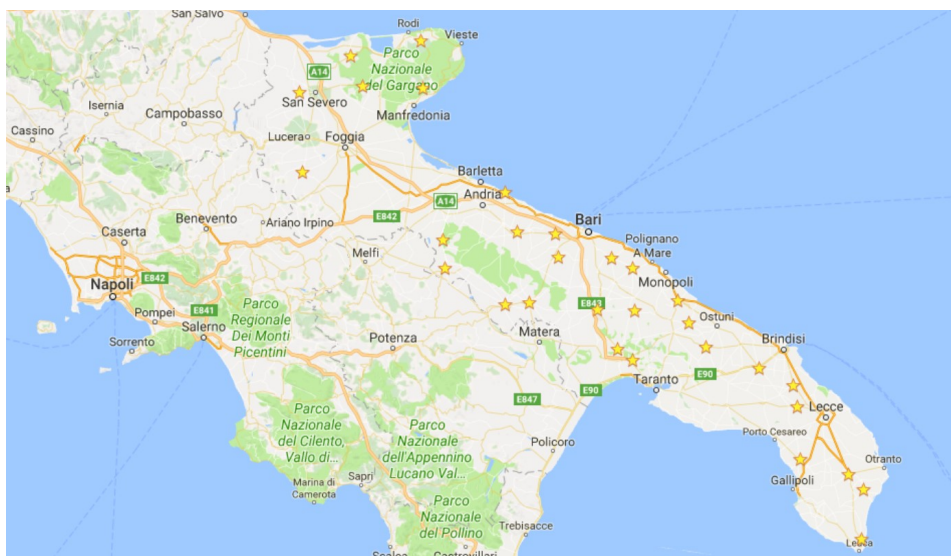 San Salvo
Rodi
Vieste
Parco
Nazionale
del Gargano
A14
Isernia
San Severo
Campobasso
Manfredonia
Cassino
Lucera
Foggia
Barletta
A14
Andria
Benevento
Ariano Irpino
E842
Bari
Caserta
Polignano
A Mare
Melfi
E842
Monopoli
Napoli
Parco
Regionale
Dei Monti
Picentini
E841
E843
Pompei
Ostuni
Salerno
Matera
Sorrento
Potenza
Brindisi
E90
Taranto
E90
E847
Parco
Nazionale
del Cilento,
Vallo di...
Parco
Nazionale
dell'Appennino
Lucano Val...
Lecce
Porto Cesareo
Policoro
Otranto
Sapri
Marina di
Camerota
Gallipoli
Parco
Nazionale
del Pollino
Trebisacce
Leuca
Scalea
Castrovillari